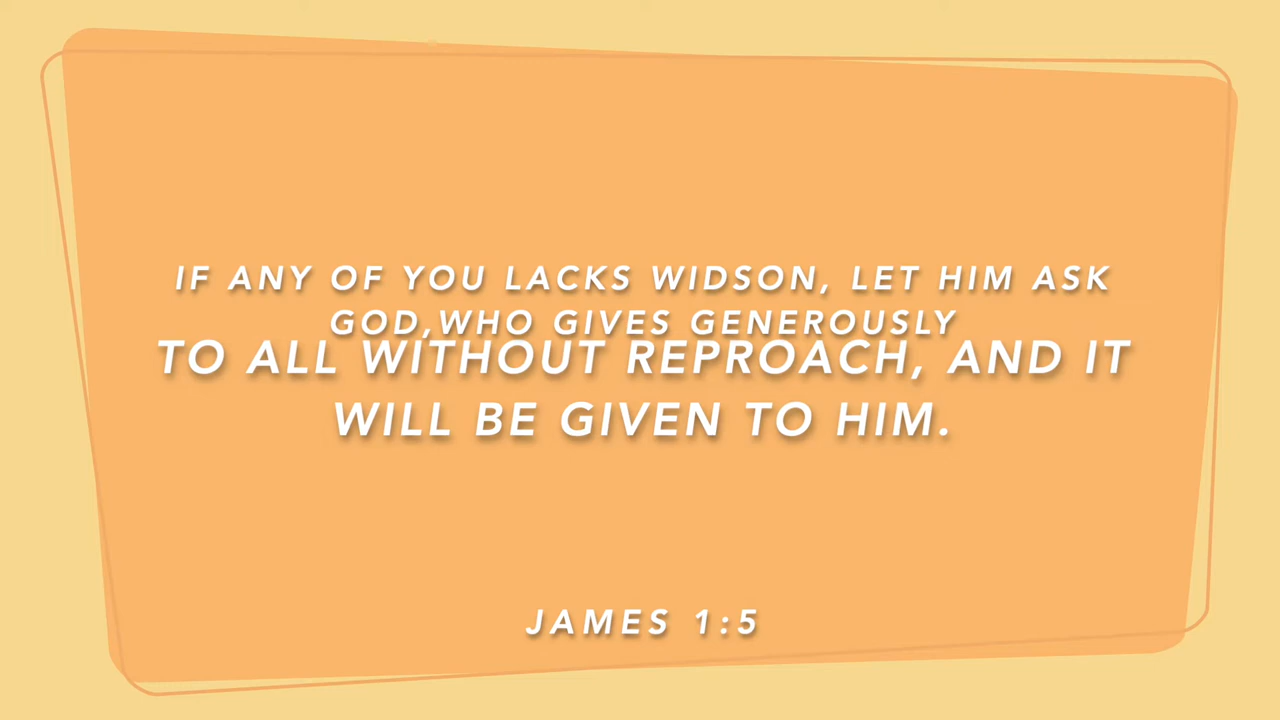 IF ANY OF YOU LACKS WIDSON, LET HIM ASK
GOD,WHO GIVES GENEROUSLY
TO ALL WITHOUT REPROACH, AND IT
WILL BE GIVEN TO HIM.
JAMES 1:5